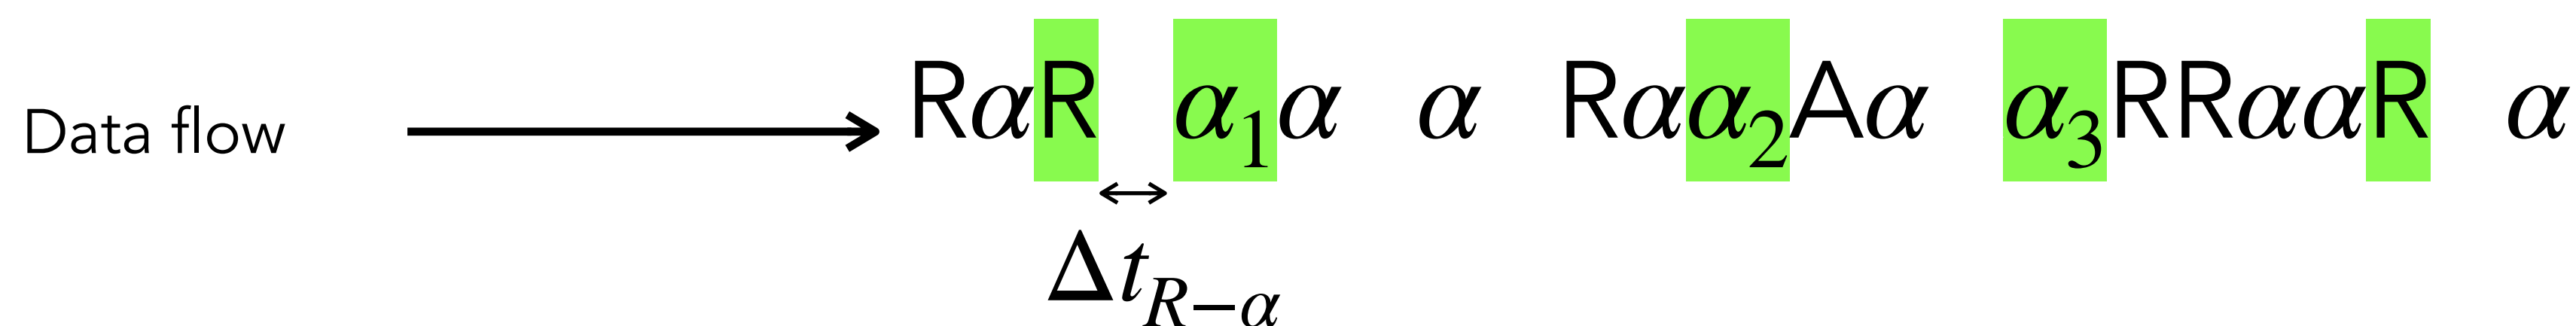 Data flow
RαR α₁α α Rαα₂Aα α₃RRααR α
Δt_{R−α}